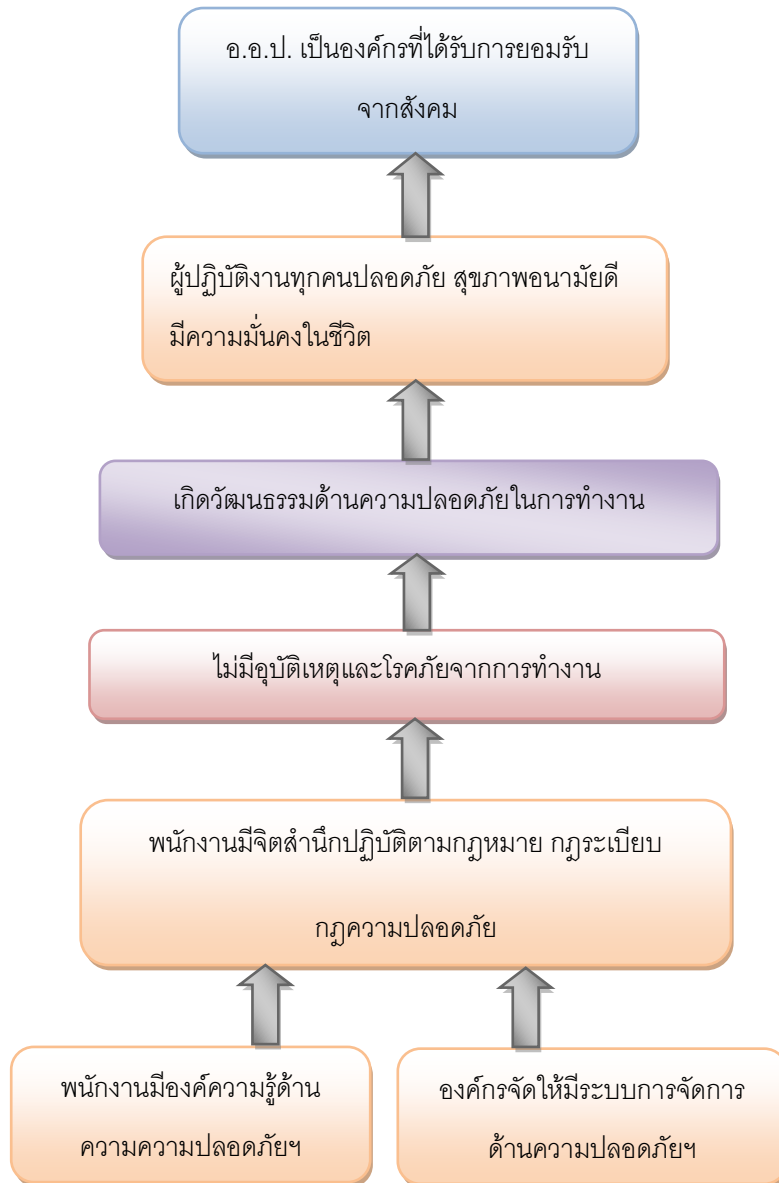 อ.อ.ป. เป็นองค์กรที่ได้รับการยอมรับ
จากสังคม
ผู้ปฏิบัติงานทุกคนปลอดภัย สุขภาพอนามัยดี
มีความมั่นคงในชีวิต
เกิดวัฒนธรรมด้านความปลอดภัยในการทำงาน
ไม่มีอุบัติเหตุและโรคภัยจากการทำงาน
พนักงานมีจิตสำนึกปฏิบัติตามกฎหมาย กฎระเบียบ
กฎความปลอดภัย
พนักงานมีองค์ความรู้ด้าน
ความความปลอดภัยฯ
องค์กรจัดให้มีระบบการจัดการ
ด้านความปลอดภัยฯ